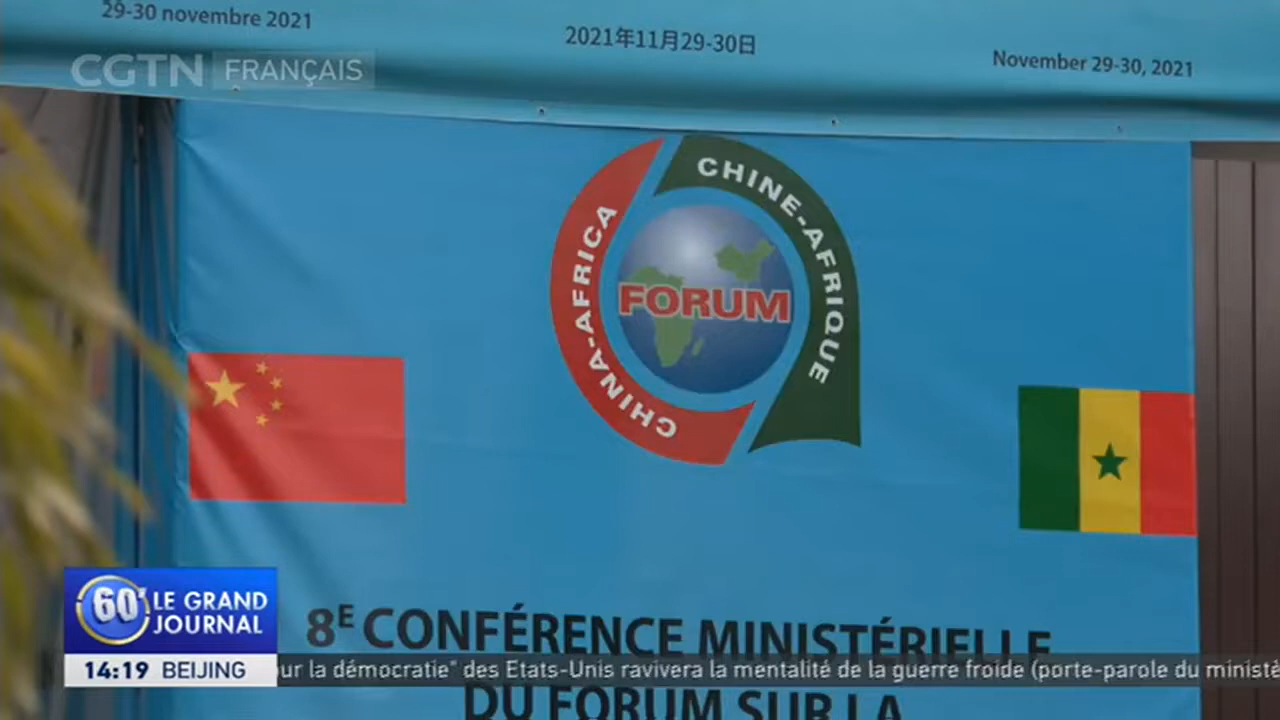 29-30 novembre 2021
2021年11月29-30日
November 29-30, 2021
CGTN FRANÇAIS
CHINE-AFRIQUE
CHINA-AFRICA
FORUM
60' LE GRAND
JOURNAL
8E CONFÉRENCE MINISTÉRIELLE
14:19 BEIJING
la démocratie" des Etats-Unis ravivera la mentalité de la guerre froide (porte-parole du
DU FORUM SUR LA